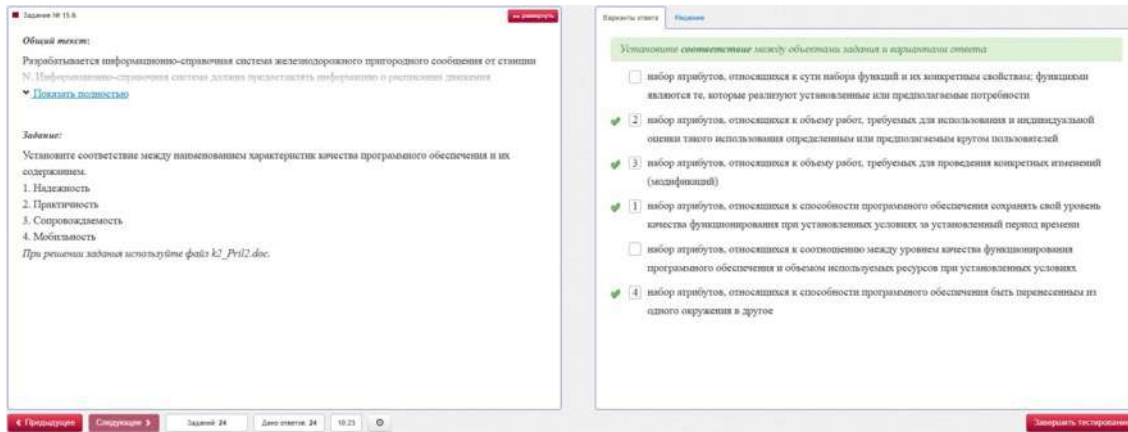 Задание № 15.6
развернуть
Общий текст:
Разрабатывается информационно-справочная система железнодорожного пригородного сообщения от станции
N. Информационно-справочная система должна предоставлять информацию о расписании движения
Показать полностью
Задание:
Установите соответствие между наименованием характеристик качества программного обеспечения и их
содержанием.
1. Надежность
2. Практичность
3. Сопровождаемость
4. Мобильность
При решении задания используйте файл k2_Pril2.doc.
Предыдущее
Следующее
Заданий 24
Дано ответов 24
10:23
Варианты ответа
Решение
Установите соответствие между объектами задания и вариантами ответа
набор атрибутов, относящихся к сути набора функций и их конкретным свойствам; функциями
являются те, которые реализуют установленные или предполагаемые потребности
2 набор атрибутов, относящихся к объему работ, требуемых для использования и индивидуальной
оценки такого использования определенным или предполагаемым кругом пользователей
3 набор атрибутов, относящихся к объему работ, требуемых для проведения конкретных изменений
(модификаций)
1 набор атрибутов, относящихся к способности программного обеспечения сохранять свой уровень
качества функционирования при установленных условиях за установленный период времени
набор атрибутов, относящихся к соотношению между уровнем качества функционирования
программного обеспечения и объемом используемых ресурсов при установленных условиях
4 набор атрибутов, относящихся к способности программного обеспечения быть перенесенным из
одного окружения в другое
Завершить тестирование